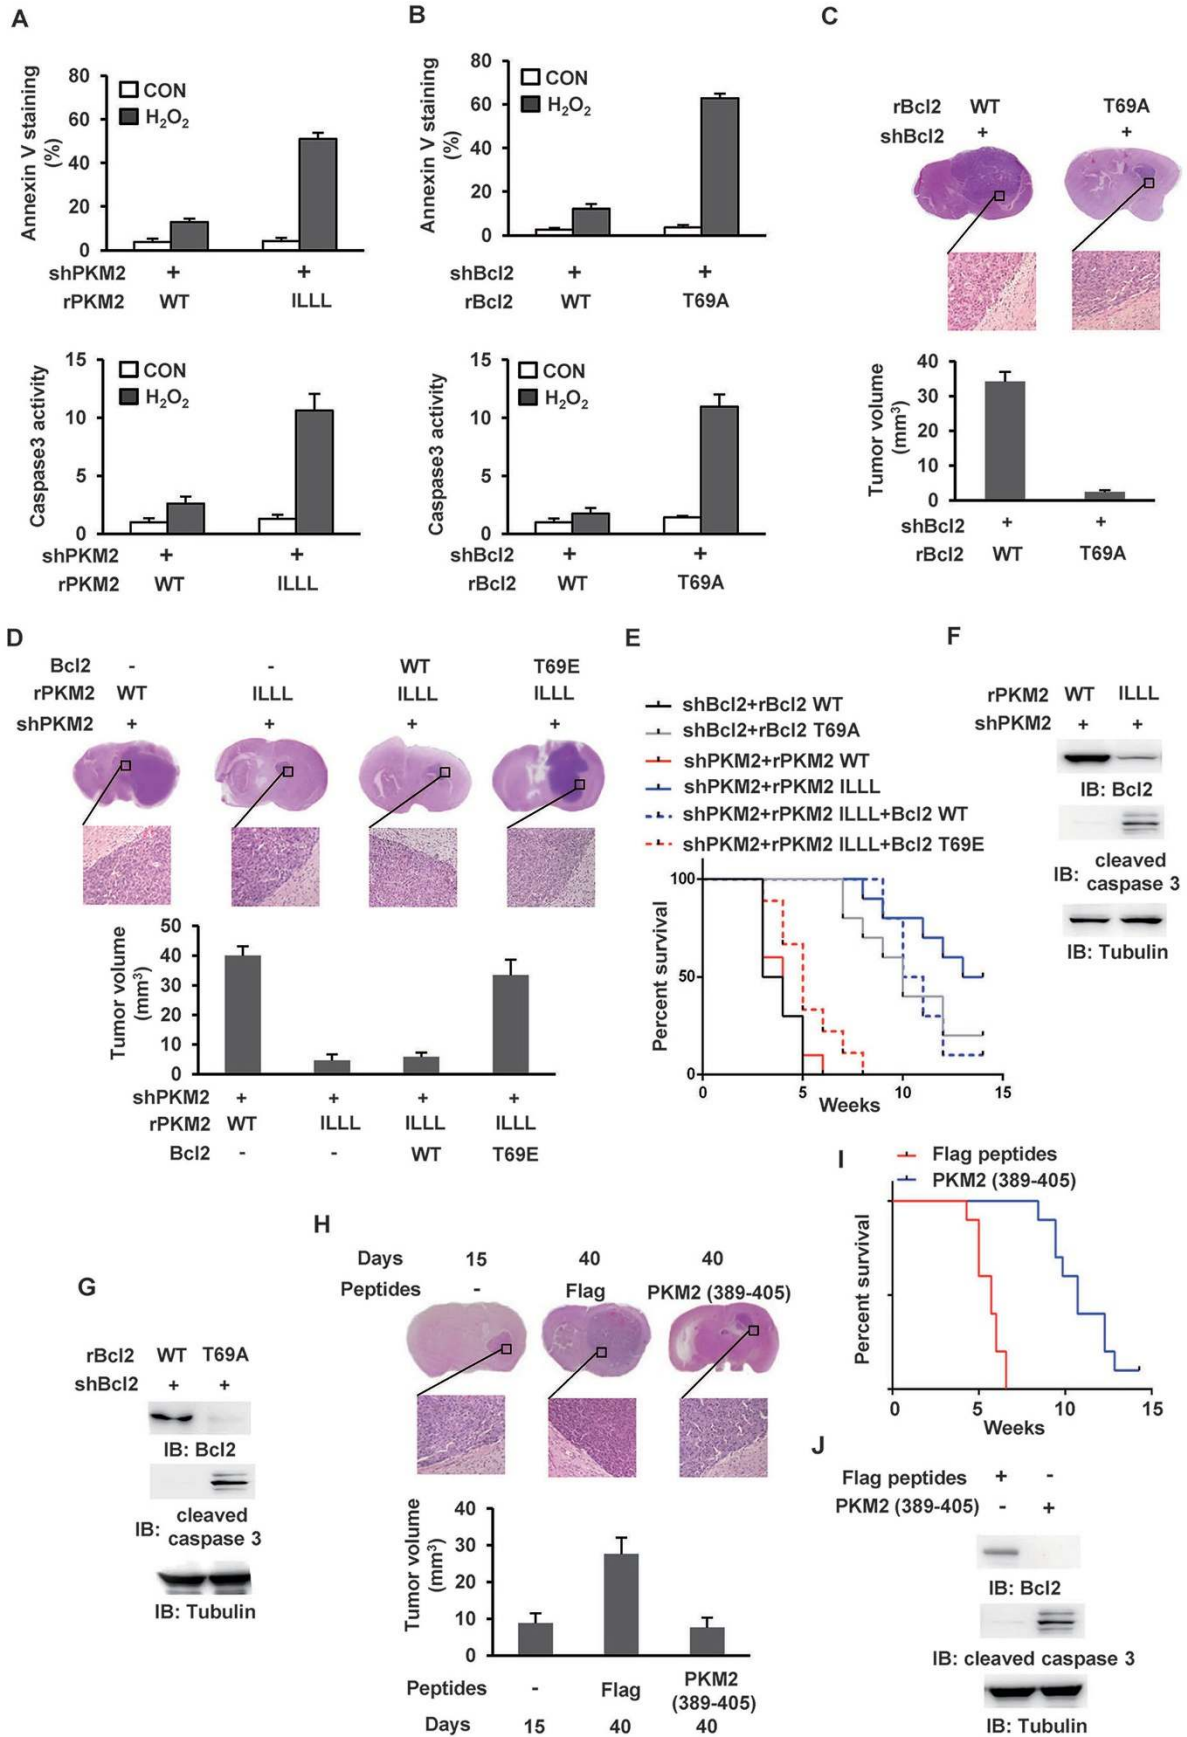 A
Annexin V staining
(%)
80
60
40
20
0
CON
H₂O₂
shPKM2 + +
rPKM2 WT ILLL
Caspase3 activity
15
10
5
0
CON
H₂O₂
shPKM2 + +
rPKM2 WT ILLL
B
Annexin V staining
(%)
80
60
40
20
0
CON
H₂O₂
shBcl2 + +
rBcl2 WT T69A
Caspase3 activity
15
10
5
0
CON
H₂O₂
shBcl2 + +
rBcl2 WT T69A
C
rBcl2 WT T69A
shBcl2 + +
Tumor volume
(mm³)
40
30
20
10
0
shBcl2 + +
rBcl2 WT T69A
D
Bcl2 - - WT T69E
rPKM2 WT ILLL ILLL ILLL
shPKM2 + + + +
Tumor volume
(mm³)
50
40
30
20
10
0
shPKM2 + + + +
rPKM2 WT ILLL ILLL ILLL
Bcl2 - - WT T69E
E
shBcl2+rBcl2 WT
shBcl2+rBcl2 T69A
shPKM2+rPKM2 WT
shPKM2+rPKM2 ILLL
shPKM2+rPKM2 ILLL+Bcl2 WT
shPKM2+rPKM2 ILLL+Bcl2 T69E
Percent survival
100
50
0
0 5 10 15
Weeks
F
rPKM2 WT ILLL
shPKM2 + +
IB: Bcl2
IB: cleaved
caspase 3
IB: Tubulin
G
rBcl2 WT T69A
shBcl2 + +
IB: Bcl2
IB: cleaved
caspase 3
IB: Tubulin
H
Days 15 40 40
Peptides - Flag PKM2 (389-405)
Tumor volume
(mm³)
40
30
20
10
0
Peptides - Flag PKM2
(389-405)
Days 15 40 40
I
Flag peptides
PKM2 (389-405)
Percent survival
0 5 10 15
Weeks
J
Flag peptides + -
PKM2 (389-405) - +
IB: Bcl2
IB: cleaved caspase 3
IB: Tubulin